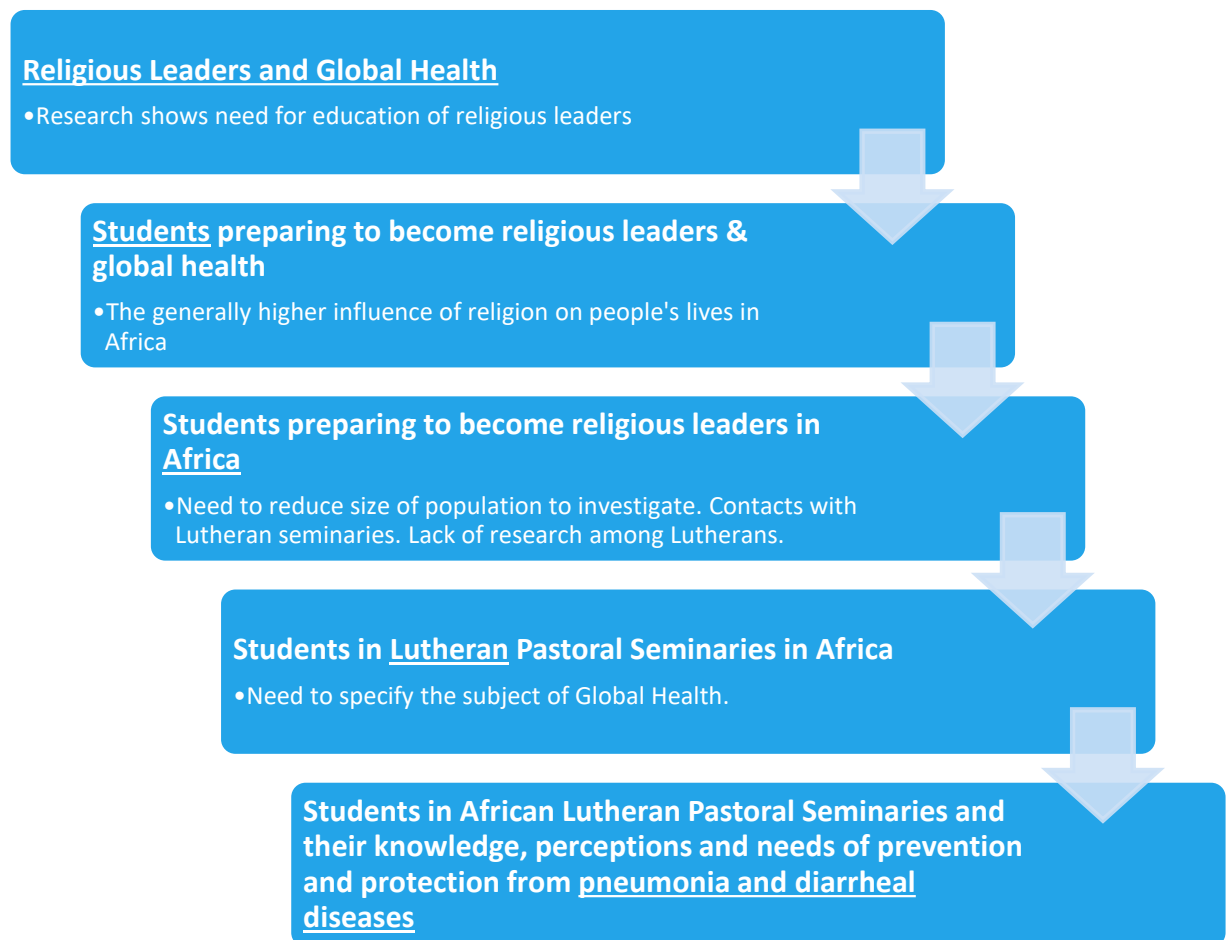 Religious Leaders and Global Health
•Research shows need for education of religious leaders
Students preparing to become religious leaders &
global health
•The generally higher influence of religion on people's lives in
Africa
Students preparing to become religious leaders in
Africa
•Need to reduce size of population to investigate. Contacts with
Lutheran seminaries. Lack of research among Lutherans.
Students in Lutheran Pastoral Seminaries in Africa
•Need to specify the subject of Global Health.
Students in African Lutheran Pastoral Seminaries and
their knowledge, perceptions and needs of prevention
and protection from pneumonia and diarrheal
diseases